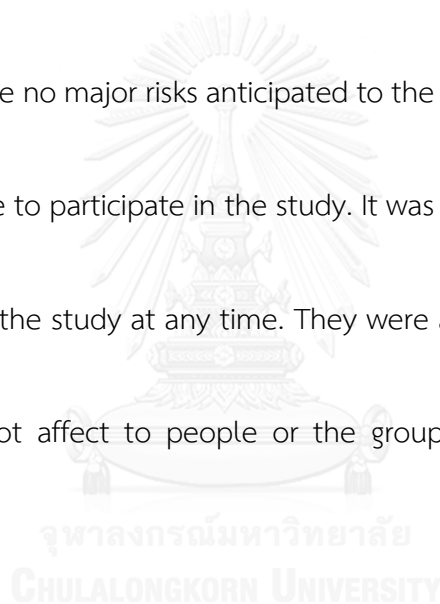 e no major risks anticipated to the
e to participate in the study. It was
the study at any time. They were a
ot affect to people or the group
จุฬาลงกรณ์มหาวิทยาลัย
CHULALONGKORN UNIVERSITY